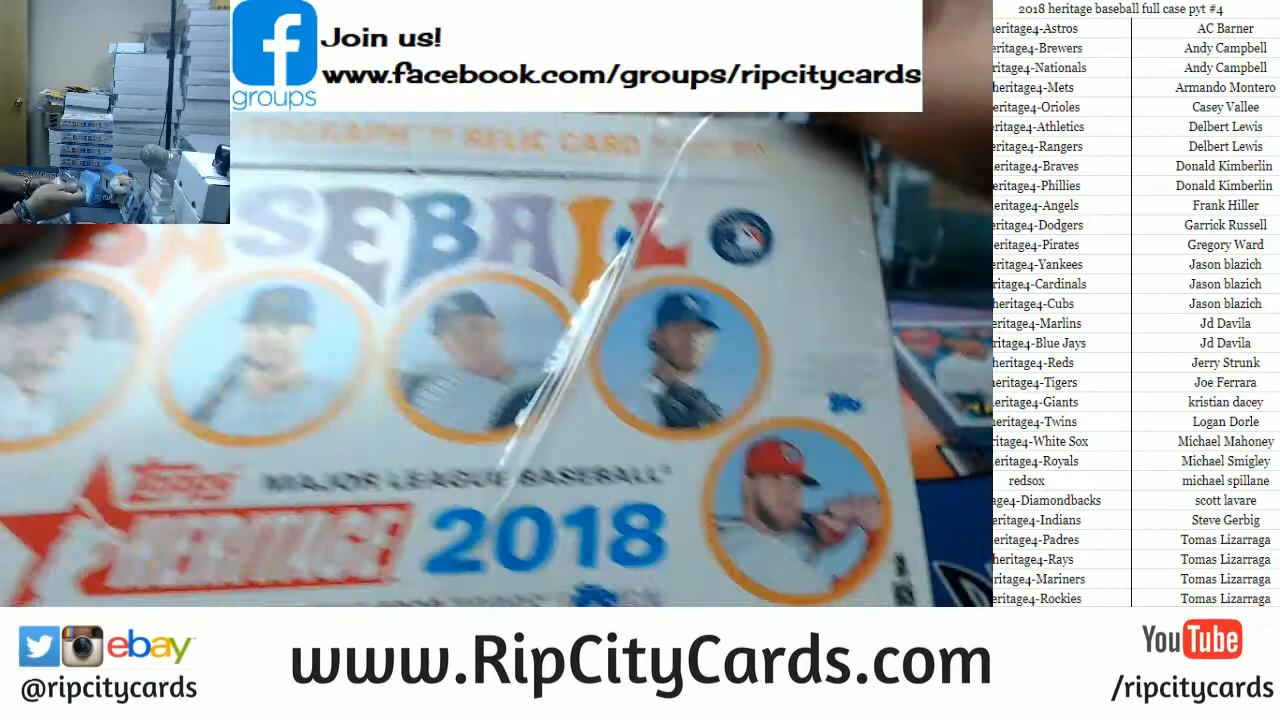 Join us!
www.facebook.com/groups/ripcitycards
groups
RELIC CARD
BASEBALL
Topps
MAJOR LEAGUE BASEBALL
HERITAGE
2018
2018 heritage baseball full case pyt #4
eritage4-Astros AC Barner
eritage4-Brewers Andy Campbell
eritage4-Nationals Andy Campbell
heritage4-Mets Armando Montero
eritage4-Orioles Casey Vallee
eritage4-Athletics Delbert Lewis
eritage4-Rangers Delbert Lewis
eritage4-Braves Donald Kimberlin
eritage4-Phillies Donald Kimberlin
eritage4-Angels Frank Hiller
eritage4-Dodgers Garrick Russell
eritage4-Pirates Gregory Ward
eritage4-Yankees Jason blazich
eritage4-Cardinals Jason blazich
heritage4-Cubs Jason blazich
eritage4-Marlins Jd Davila
ritage4-Blue Jays Jd Davila
heritage4-Reds Jerry Strunk
eritage4-Tigers Joe Ferrara
eritage4-Giants kristian dacey
eritage4-Twins Logan Dorle
ritage4-White Sox Michael Mahoney
eritage4-Royals Michael Smigley
redsox michael spillane
age4-Diamondbacks scott lavare
eritage4-Indians Steve Gerbig
eritage4-Padres Tomas Lizarraga
heritage4-Rays Tomas Lizarraga
ritage4-Mariners Tomas Lizarraga
eritage4-Rockies Tomas Lizarraga
ebay
@ripcitycards
www.RipCityCards.com
YouTube
/ripcitycards